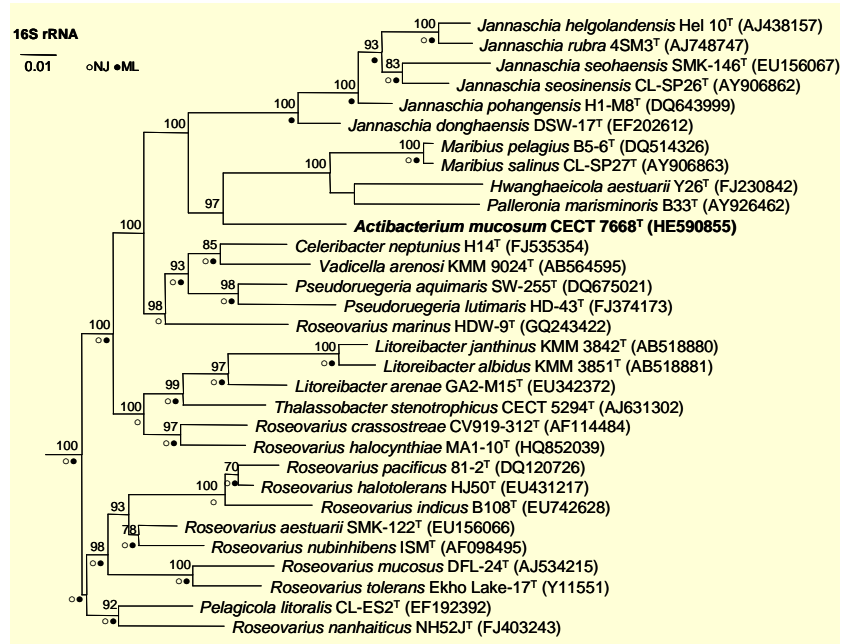 16S rRNA
0.01
○NJ ●ML
100 Jannaschia helgolandensis Hel 10ᵀ (AJ438157)
Jannaschia rubra 4SM3ᵀ (AJ748747)
93
83 Jannaschia seohaensis SMK-146ᵀ (EU156067)
Jannaschia seosinensis CL-SP26ᵀ (AY906862)
100
Jannaschia pohangensis H1-M8ᵀ (DQ643999)
100
Jannaschia donghaensis DSW-17ᵀ (EF202612)
100
100 Maribius pelagius B5-6ᵀ (DQ514326)
Maribius salinus CL-SP27ᵀ (AY906863)
100
Hwanghaeicola aestuarii Y26ᵀ (FJ230842)
Palleronia marisminoris B33ᵀ (AY926462)
97
Actibacterium mucosum CECT 7668ᵀ (HE590855)
100
85 Celeribacter neptunius H14ᵀ (FJ535354)
Vadicella arenosi KMM 9024ᵀ (AB564595)
93
98 Pseudoruegeria aquimaris SW-255ᵀ (DQ675021)
Pseudoruegeria lutimaris HD-43ᵀ (FJ374173)
98
Roseovarius marinus HDW-9ᵀ (GQ243422)
100
100 Litoreibacter janthinus KMM 3842ᵀ (AB518880)
Litoreibacter albidus KMM 3851ᵀ (AB518881)
97
Litoreibacter arenae GA2-M15ᵀ (EU342372)
99
Thalassobacter stenotrophicus CECT 5294ᵀ (AJ631302)
100
97 Roseovarius crassostreae CV919-312ᵀ (AF114484)
Roseovarius halocynthiae MA1-10ᵀ (HQ852039)
100
70 Roseovarius pacificus 81-2ᵀ (DQ120726)
Roseovarius halotolerans HJ50ᵀ (EU431217)
100
Roseovarius indicus B108ᵀ (EU742628)
93
78 Roseovarius aestuarii SMK-122ᵀ (EU156066)
Roseovarius nubinhibens ISMᵀ (AF098495)
98
100 Roseovarius mucosus DFL-24ᵀ (AJ534215)
Roseovarius tolerans Ekho Lake-17ᵀ (Y11551)
92 Pelagicola litoralis CL-ES2ᵀ (EF192392)
Roseovarius nanhaiticus NH52Jᵀ (FJ403243)